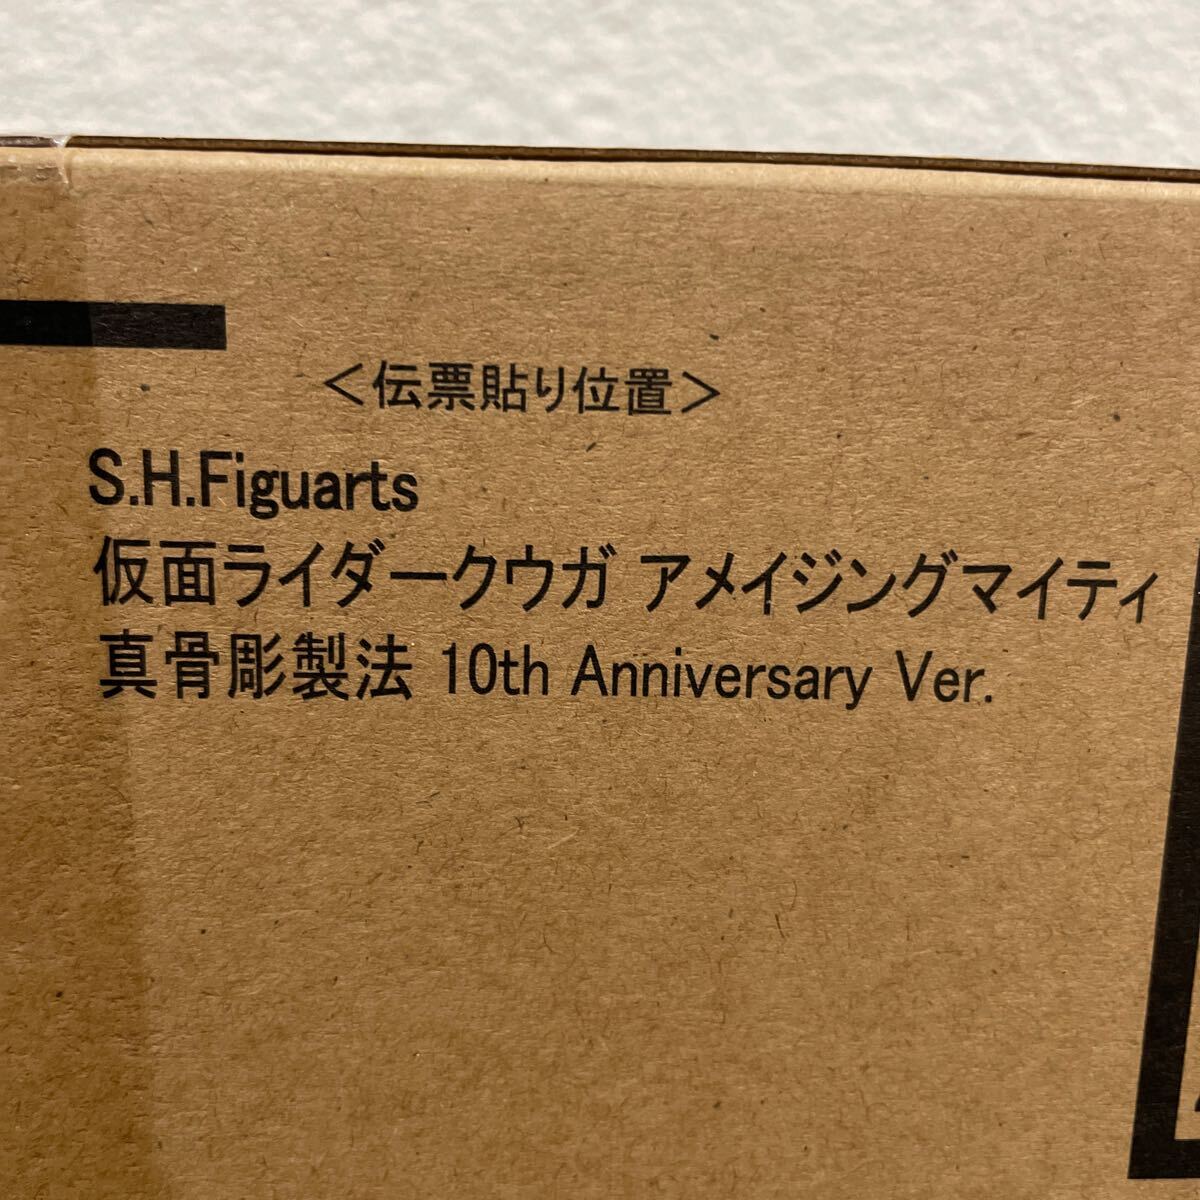 ＜伝票貼り位置＞
S.H.Figuarts
仮面ライダークウガ アメイジングマイティ
真骨彫製法 10th Anniversary Ver.